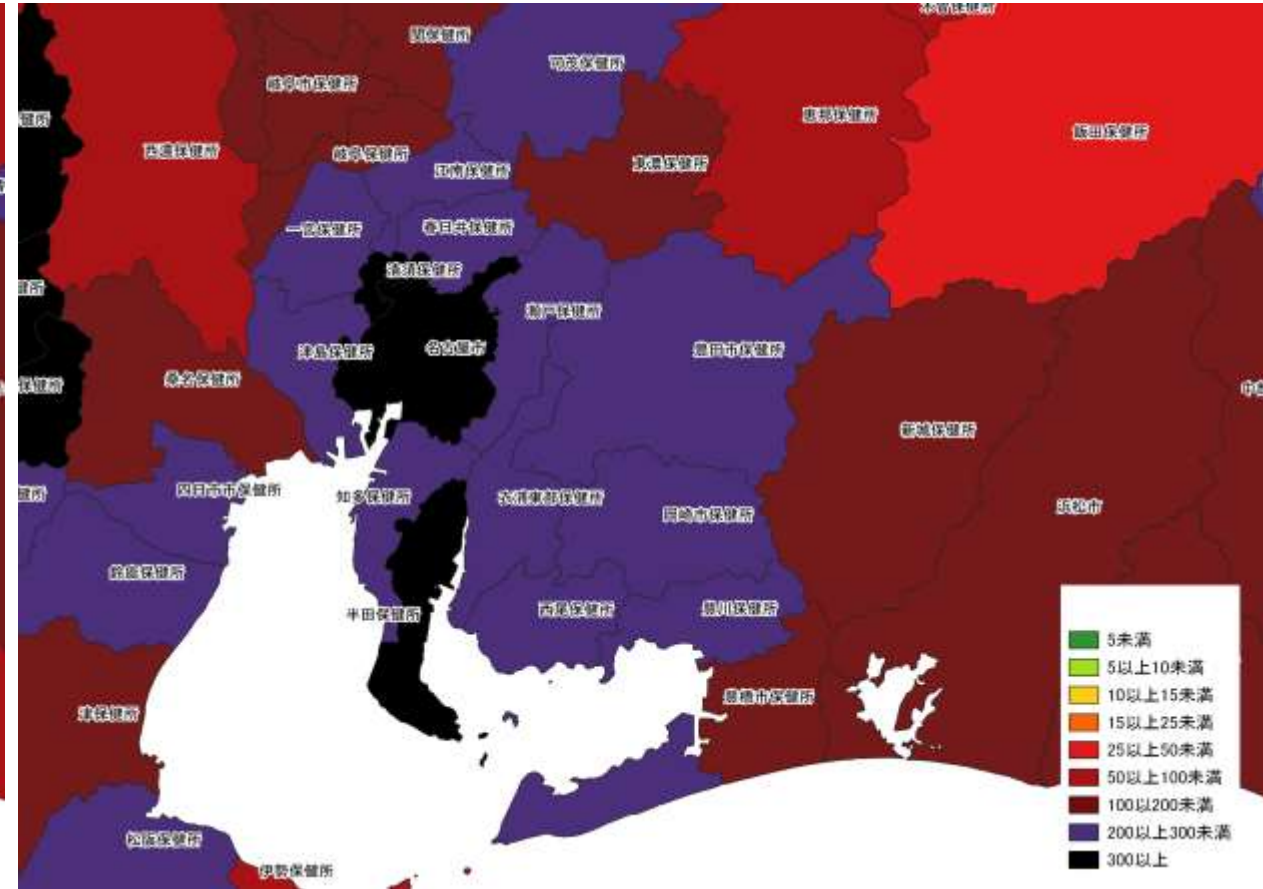 関保健所
可茂保健所
岐阜市保健所
恵那保健所
飯田保健所
西濃保健所
岐阜保健所
江南保健所
東濃保健所
一宮保健所
春日井保健所
清須保健所
瀬戸保健所
津島保健所
名古屋市
豊田市保健所
桑名保健所
新城保健所
四日市市保健所
知多保健所
衣浦東部保健所
岡崎市保健所
浜松市
鈴鹿保健所
半田保健所
西尾保健所
豊川保健所
津保健所
豊橋市保健所
松阪保健所
伊勢保健所
5未満
5以上10未満
10以上15未満
15以上25未満
25以上50未満
50以上100未満
100以200未満
200以上300未満
300以上